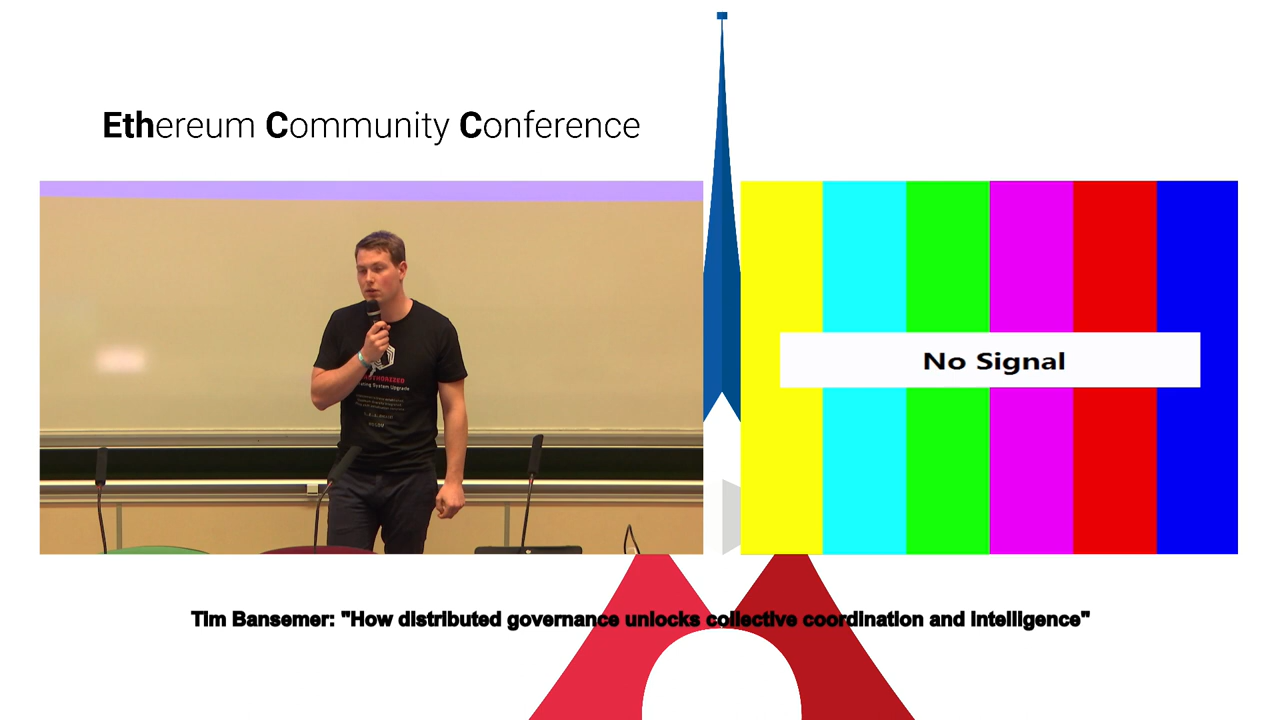 Ethereum Community Conference
No Signal
Tim Bansemer: "How distributed governance unlocks collective coordination and intelligence"